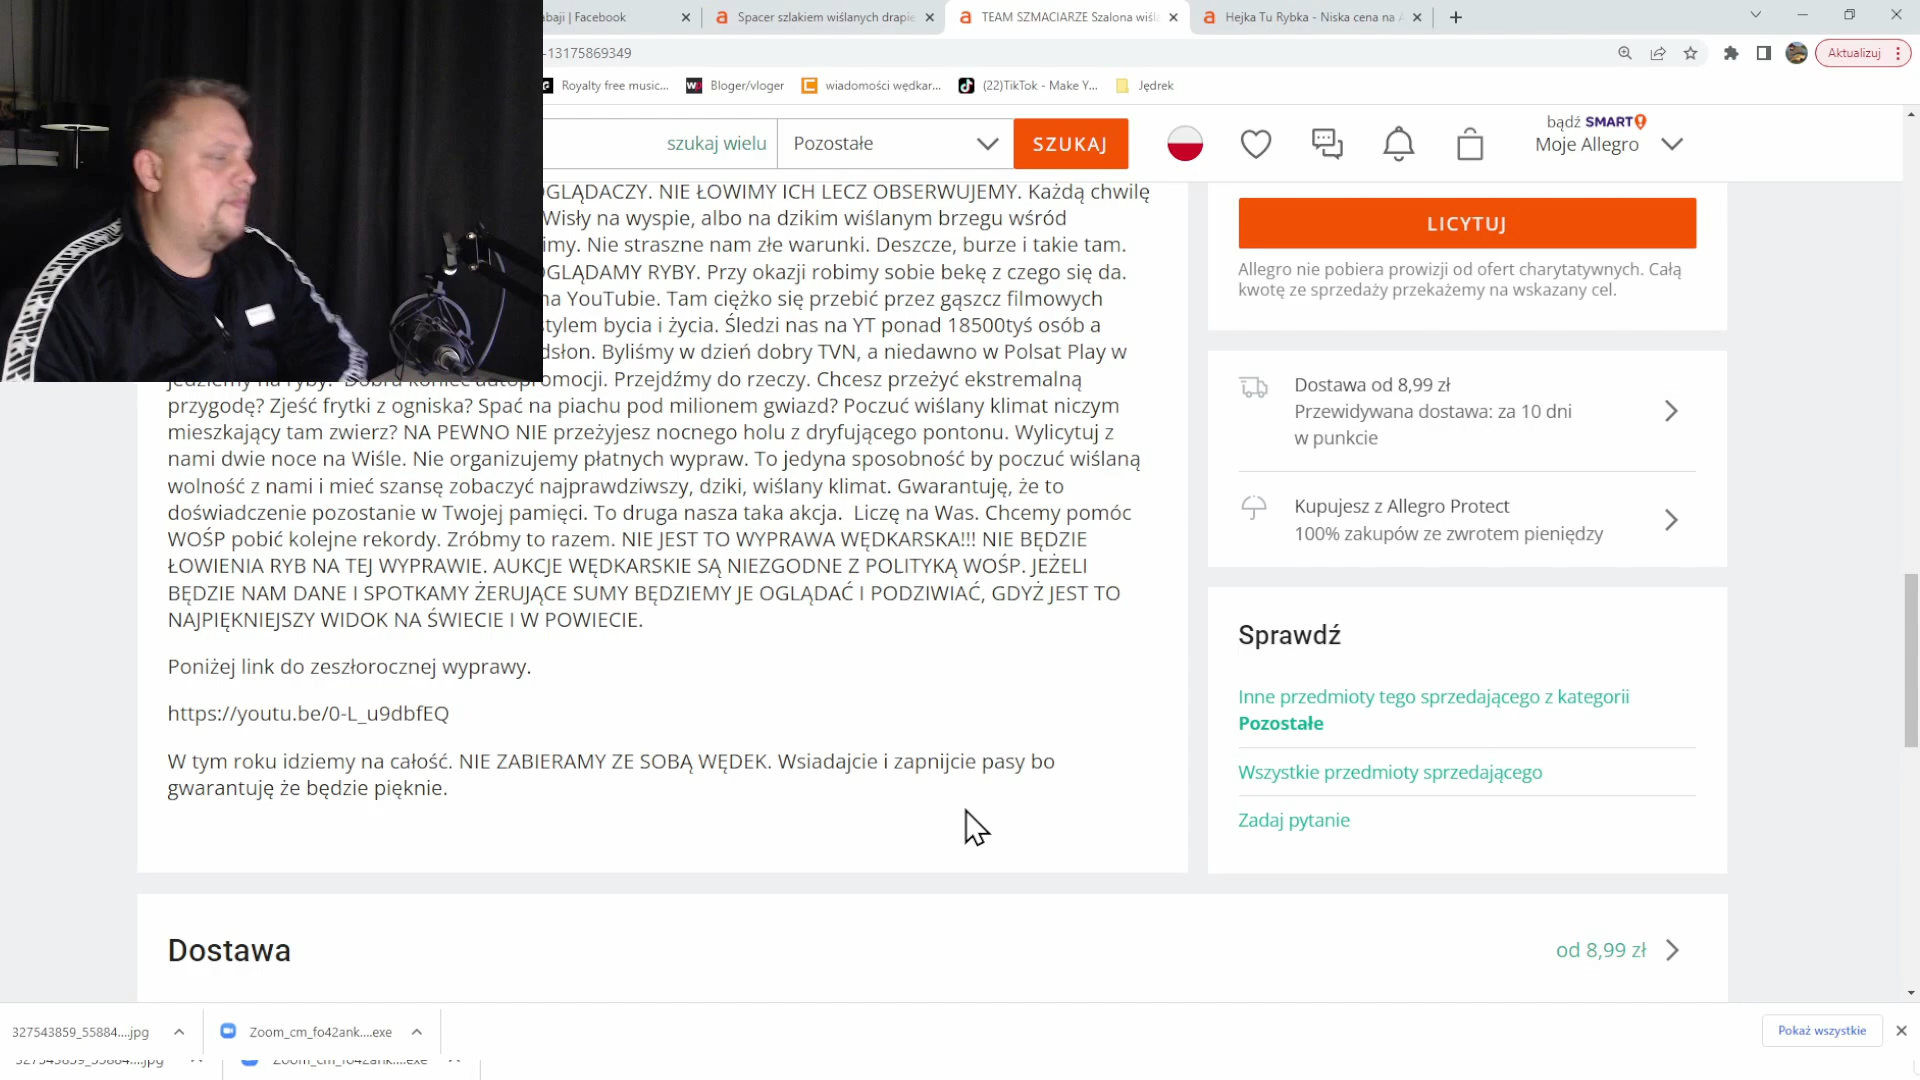 abaji | Facebook
Spacer szlakiem wiślanych drapie
TEAM SZMACIARZE Szalona wiśl
Hejka Tu Rybka - Niska cena na A
-13175869349
Aktualizuj
Royalty free music...
Bloger/vloger
wiadomości wędkar...
(22)TikTok - Make Y...
Jędrek
szukaj wielu
Pozostałe
SZUKAJ
bądź SMART!
Moje Allegro
OGLĄDACZY. NIE ŁOWIMY ICH LECZ OBSERWUJEMY. Każdą chwilę
Wisły na wyspie, albo na dzikim wiślanym brzegu wśród
imy. Nie straszne nam złe warunki. Deszcze, burze i takie tam.
OGLĄDAMY RYBY. Przy okazji robimy sobie bekę z czego się da.
na YouTubie. Tam ciężko się przebić przez gąszcz filmowych
stylem bycia i życia. Śledzi nas na YT ponad 18500tyś osób a
dsłon. Byliśmy w dzień dobry TVN, a niedawno w Polsat Play w
jedziemy na ryby. Dobra koniec autopromocji. Przejdźmy do rzeczy. Chcesz przeżyć ekstremalną
przygodę? Zjeść frytki z ogniska? Spać na piachu pod milionem gwiazd? Poczuć wiślany klimat niczym
mieszkający tam zwierz? NA PEWNO NIE przeżyjesz nocnego holu z dryfującego pontonu. Wylicytuj z
nami dwie noce na Wiśle. Nie organizujemy płatnych wypraw. To jedyna sposobność by poczuć wiślaną
wolność z nami i mieć szansę zobaczyć najprawdziwszy, dziki, wiślany klimat. Gwarantuję, że to
doświadczenie pozostanie w Twojej pamięci. To druga nasza taka akcja. Liczę na Was. Chcemy pomóc
WOŚP pobić kolejne rekordy. Zróbmy to razem. NIE JEST TO WYPRAWA WĘDKARSKA!!! NIE BĘDZIE
ŁOWIENIA RYB NA TEJ WYPRAWIE. AUKCJE WĘDKARSKIE SĄ NIEZGODNE Z POLITYKĄ WOŚP. JEŻELI
BĘDZIE NAM DANE I SPOTKAMY ŻERUJĄCE SUMY BĘDZIEMY JE OGLĄDAĆ I PODZIWIAĆ, GDYŻ JEST TO
NAJPIĘKNIEJSZY WIDOK NA ŚWIECIE I W POWIECIE.
Poniżej link do zeszłorocznej wyprawy.
https://youtu.be/0-L_u9dbfEQ
W tym roku idziemy na całość. NIE ZABIERAMY ZE SOBĄ WĘDEK. Wsiadajcie i zapnijcie pasy bo
gwarantuję że będzie pięknie.
LICYTUJ
Allegro nie pobiera prowizji od ofert charytatywnych. Całą
kwotę ze sprzedaży przekażemy na wskazany cel.
Dostawa od 8,99 zł
Przewidywana dostawa: za 10 dni
w punkcie
Kupujesz z Allegro Protect
100% zakupów ze zwrotem pieniędzy
Sprawdź
Inne przedmioty tego sprzedającego z kategorii
Pozostałe
Wszystkie przedmioty sprzedającego
Zadaj pytanie
Dostawa
od 8,99 zł
327543859_55884....jpg
Zoom_cm_fo42ank....exe
Pokaż wszystkie
327543859_55884....jpg
Zoom_cm_fo42ank....exe